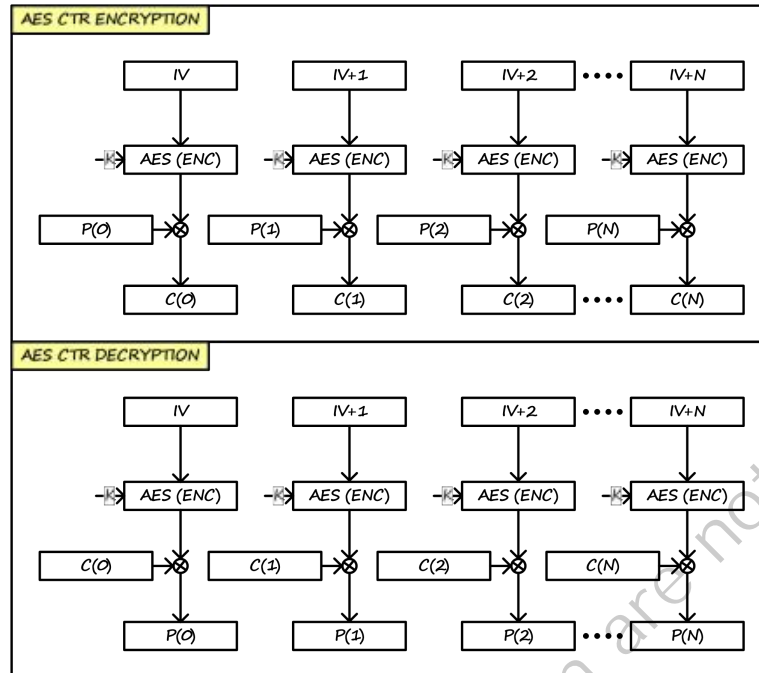 AES CTR ENCRYPTION
IV IV+1 IV+2 IV+N
K AES (ENC) K AES (ENC) K AES (ENC) K AES (ENC)
P(0) P(1) P(2) P(N)
C(0) C(1) C(2) C(N)
AES CTR DECRYPTION
IV IV+1 IV+2 IV+N
K AES (ENC) K AES (ENC) K AES (ENC) K AES (ENC)
C(0) C(1) C(2) C(N)
P(0) P(1) P(2) P(N)
are not